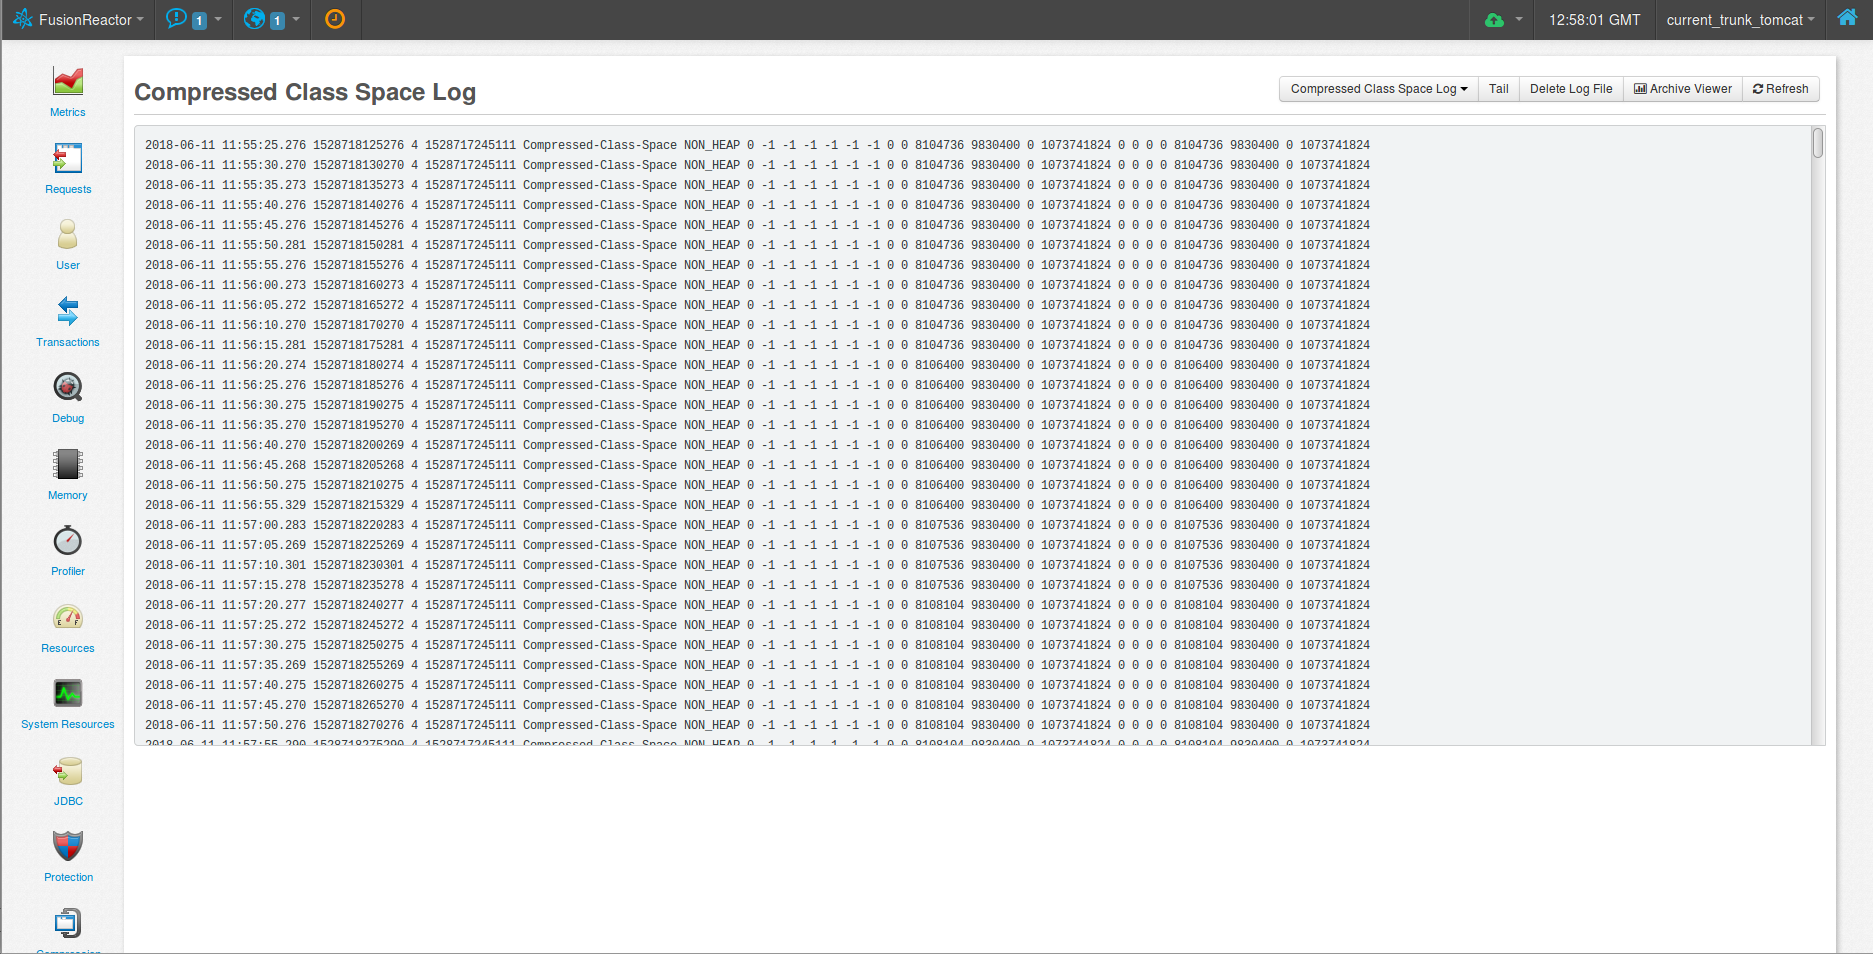 FusionReactor 1 1 12:58:01 GMT current_trunk_tomcat
Compressed Class Space Log
Compressed Class Space Log Tail Delete Log File Archive Viewer Refresh
Metrics
Requests
User
Transactions
Debug
Memory
Profiler
Resources
System Resources
JDBC
Protection
Compression
2018-06-11 11:55:25.276 1528718125276 4 1528717245111 Compressed-Class-Space NON_HEAP 0 -1 -1 -1 -1 -1 -1 0 0 8104736 9830400 0 1073741824 0 0 0 0 8104736 9830400 0 1073741824
2018-06-11 11:55:30.270 1528718130270 4 1528717245111 Compressed-Class-Space NON_HEAP 0 -1 -1 -1 -1 -1 -1 0 0 8104736 9830400 0 1073741824 0 0 0 0 8104736 9830400 0 1073741824
2018-06-11 11:55:35.273 1528718135273 4 1528717245111 Compressed-Class-Space NON_HEAP 0 -1 -1 -1 -1 -1 -1 0 0 8104736 9830400 0 1073741824 0 0 0 0 8104736 9830400 0 1073741824
2018-06-11 11:55:40.276 1528718140276 4 1528717245111 Compressed-Class-Space NON_HEAP 0 -1 -1 -1 -1 -1 -1 0 0 8104736 9830400 0 1073741824 0 0 0 0 8104736 9830400 0 1073741824
2018-06-11 11:55:45.276 1528718145276 4 1528717245111 Compressed-Class-Space NON_HEAP 0 -1 -1 -1 -1 -1 -1 0 0 8104736 9830400 0 1073741824 0 0 0 0 8104736 9830400 0 1073741824
2018-06-11 11:55:50.281 1528718150281 4 1528717245111 Compressed-Class-Space NON_HEAP 0 -1 -1 -1 -1 -1 -1 0 0 8104736 9830400 0 1073741824 0 0 0 0 8104736 9830400 0 1073741824
2018-06-11 11:55:55.276 1528718155276 4 1528717245111 Compressed-Class-Space NON_HEAP 0 -1 -1 -1 -1 -1 -1 0 0 8104736 9830400 0 1073741824 0 0 0 0 8104736 9830400 0 1073741824
2018-06-11 11:56:00.273 1528718160273 4 1528717245111 Compressed-Class-Space NON_HEAP 0 -1 -1 -1 -1 -1 -1 0 0 8104736 9830400 0 1073741824 0 0 0 0 8104736 9830400 0 1073741824
2018-06-11 11:56:05.272 1528718165272 4 1528717245111 Compressed-Class-Space NON_HEAP 0 -1 -1 -1 -1 -1 -1 0 0 8104736 9830400 0 1073741824 0 0 0 0 8104736 9830400 0 1073741824
2018-06-11 11:56:10.270 1528718170270 4 1528717245111 Compressed-Class-Space NON_HEAP 0 -1 -1 -1 -1 -1 -1 0 0 8104736 9830400 0 1073741824 0 0 0 0 8104736 9830400 0 1073741824
2018-06-11 11:56:15.281 1528718175281 4 1528717245111 Compressed-Class-Space NON_HEAP 0 -1 -1 -1 -1 -1 -1 0 0 8104736 9830400 0 1073741824 0 0 0 0 8104736 9830400 0 1073741824
2018-06-11 11:56:20.274 1528718180274 4 1528717245111 Compressed-Class-Space NON_HEAP 0 -1 -1 -1 -1 -1 -1 0 0 8106400 9830400 0 1073741824 0 0 0 0 8106400 9830400 0 1073741824
2018-06-11 11:56:25.276 1528718185276 4 1528717245111 Compressed-Class-Space NON_HEAP 0 -1 -1 -1 -1 -1 -1 0 0 8106400 9830400 0 1073741824 0 0 0 0 8106400 9830400 0 1073741824
2018-06-11 11:56:30.275 1528718190275 4 1528717245111 Compressed-Class-Space NON_HEAP 0 -1 -1 -1 -1 -1 -1 0 0 8106400 9830400 0 1073741824 0 0 0 0 8106400 9830400 0 1073741824
2018-06-11 11:56:35.270 1528718195270 4 1528717245111 Compressed-Class-Space NON_HEAP 0 -1 -1 -1 -1 -1 -1 0 0 8106400 9830400 0 1073741824 0 0 0 0 8106400 9830400 0 1073741824
2018-06-11 11:56:40.270 1528718200269 4 1528717245111 Compressed-Class-Space NON_HEAP 0 -1 -1 -1 -1 -1 -1 0 0 8106400 9830400 0 1073741824 0 0 0 0 8106400 9830400 0 1073741824
2018-06-11 11:56:45.268 1528718205268 4 1528717245111 Compressed-Class-Space NON_HEAP 0 -1 -1 -1 -1 -1 -1 0 0 8106400 9830400 0 1073741824 0 0 0 0 8106400 9830400 0 1073741824
2018-06-11 11:56:50.275 1528718210275 4 1528717245111 Compressed-Class-Space NON_HEAP 0 -1 -1 -1 -1 -1 -1 0 0 8106400 9830400 0 1073741824 0 0 0 0 8106400 9830400 0 1073741824
2018-06-11 11:56:55.329 1528718215329 4 1528717245111 Compressed-Class-Space NON_HEAP 0 -1 -1 -1 -1 -1 -1 0 0 8106400 9830400 0 1073741824 0 0 0 0 8106400 9830400 0 1073741824
2018-06-11 11:57:00.283 1528718220283 4 1528717245111 Compressed-Class-Space NON_HEAP 0 -1 -1 -1 -1 -1 -1 0 0 8107536 9830400 0 1073741824 0 0 0 0 8107536 9830400 0 1073741824
2018-06-11 11:57:05.269 1528718225269 4 1528717245111 Compressed-Class-Space NON_HEAP 0 -1 -1 -1 -1 -1 -1 0 0 8107536 9830400 0 1073741824 0 0 0 0 8107536 9830400 0 1073741824
2018-06-11 11:57:10.301 1528718230301 4 1528717245111 Compressed-Class-Space NON_HEAP 0 -1 -1 -1 -1 -1 -1 0 0 8107536 9830400 0 1073741824 0 0 0 0 8107536 9830400 0 1073741824
2018-06-11 11:57:15.278 1528718235278 4 1528717245111 Compressed-Class-Space NON_HEAP 0 -1 -1 -1 -1 -1 -1 0 0 8107536 9830400 0 1073741824 0 0 0 0 8107536 9830400 0 1073741824
2018-06-11 11:57:20.277 1528718240277 4 1528717245111 Compressed-Class-Space NON_HEAP 0 -1 -1 -1 -1 -1 -1 0 0 8108104 9830400 0 1073741824 0 0 0 0 8108104 9830400 0 1073741824
2018-06-11 11:57:25.272 1528718245272 4 1528717245111 Compressed-Class-Space NON_HEAP 0 -1 -1 -1 -1 -1 -1 0 0 8108104 9830400 0 1073741824 0 0 0 0 8108104 9830400 0 1073741824
2018-06-11 11:57:30.275 1528718250275 4 1528717245111 Compressed-Class-Space NON_HEAP 0 -1 -1 -1 -1 -1 -1 0 0 8108104 9830400 0 1073741824 0 0 0 0 8108104 9830400 0 1073741824
2018-06-11 11:57:35.269 1528718255269 4 1528717245111 Compressed-Class-Space NON_HEAP 0 -1 -1 -1 -1 -1 -1 0 0 8108104 9830400 0 1073741824 0 0 0 0 8108104 9830400 0 1073741824
2018-06-11 11:57:40.275 1528718260275 4 1528717245111 Compressed-Class-Space NON_HEAP 0 -1 -1 -1 -1 -1 -1 0 0 8108104 9830400 0 1073741824 0 0 0 0 8108104 9830400 0 1073741824
2018-06-11 11:57:45.270 1528718265270 4 1528717245111 Compressed-Class-Space NON_HEAP 0 -1 -1 -1 -1 -1 -1 0 0 8108104 9830400 0 1073741824 0 0 0 0 8108104 9830400 0 1073741824
2018-06-11 11:57:50.276 1528718270276 4 1528717245111 Compressed-Class-Space NON_HEAP 0 -1 -1 -1 -1 -1 -1 0 0 8108104 9830400 0 1073741824 0 0 0 0 8108104 9830400 0 1073741824
2018-06-11 11:57:55.290 1528718275290 4 1528717245111 Compressed-Class-Space NON_HEAP 0 -1 -1 -1 -1 -1 -1 0 0 8108104 9830400 0 1073741824 0 0 0 0 8108104 9830400 0 1073741824